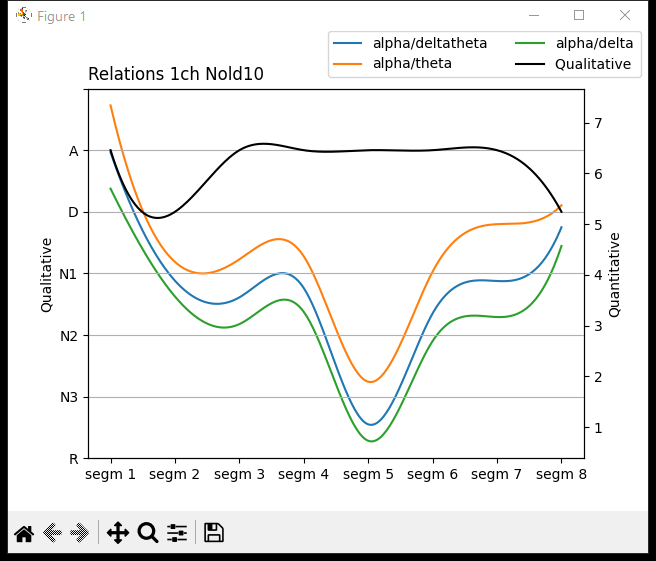 Figure 1
alpha/deltatheta
alpha/delta
alpha/theta
Qualitative
Relations 1ch Nold10
A
D
N1
N2
N3
R
Qualitative
7
6
5
4
3
2
1
Quantitative
segm 1 segm 2 segm 3 segm 4 segm 5 segm 6 segm 7 segm 8